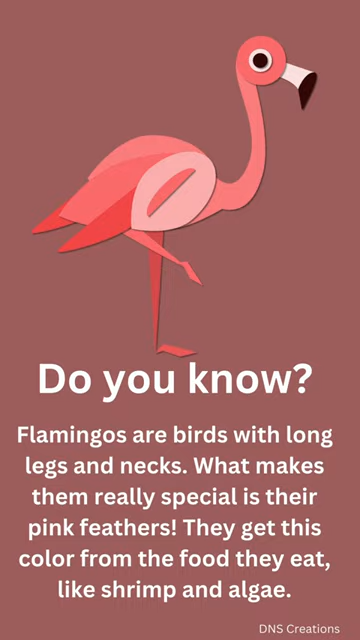 Do you know?
Flamingos are birds with long
legs and necks. What makes
them really special is their
pink feathers! They get this
color from the food they eat,
like shrimp and algae.
DNS Creations